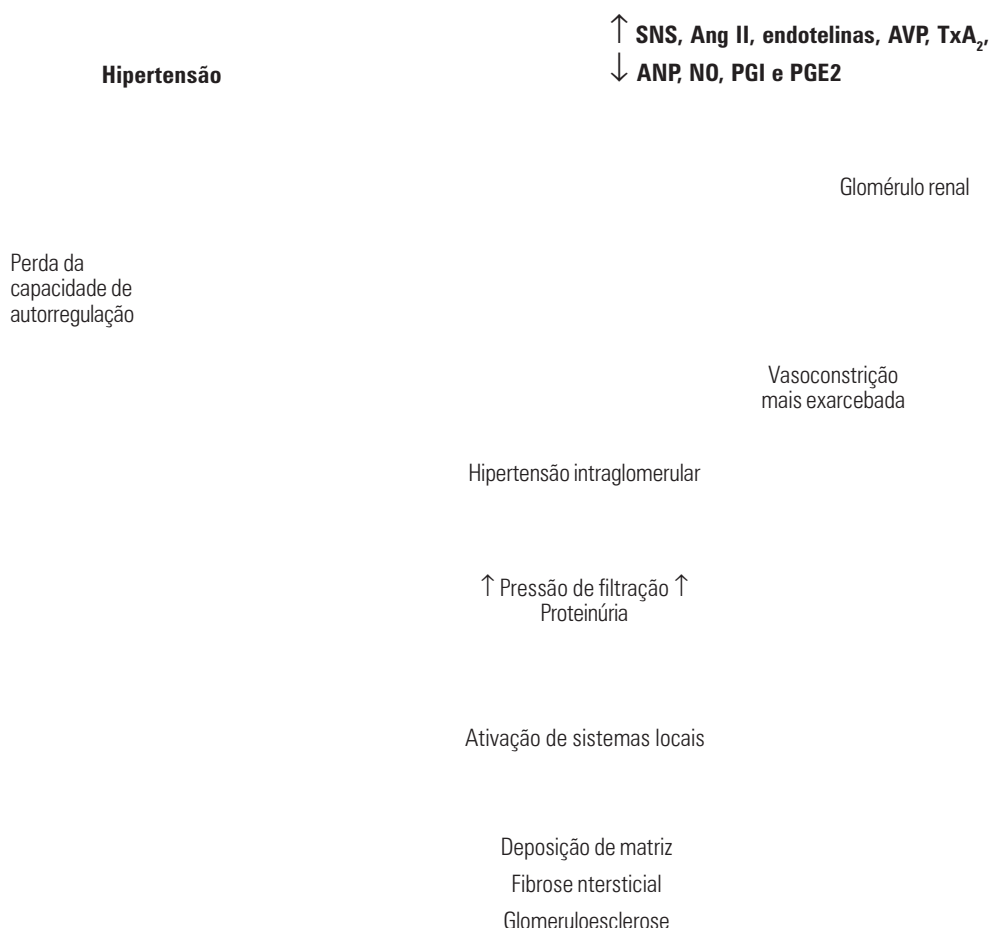 ↑ SNS, Ang II, endotelinas, AVP, TxA₂,
Hipertensão
↓ ANP, NO, PGI e PGE2
Glomérulo renal
Perda da
capacidade de
autorregulação
Vasoconstrição
mais exarcebada
Hipertensão intraglomerular
↑ Pressão de filtração ↑
Proteinúria
Ativação de sistemas locais
Deposição de matriz
Fibrose ntersticial
Glomeruloesclerose